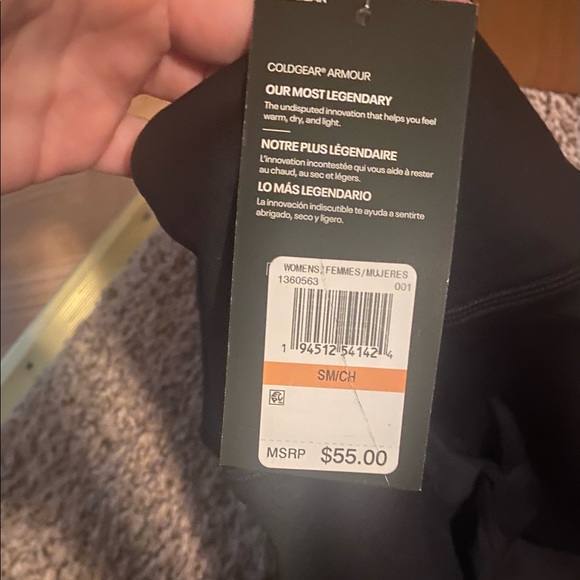 COLDGEAR® ARMOUR
OUR MOST LEGENDARY
The undisputed innovation that helps you feel
warm, dry, and light.
NOTRE PLUS LÉGENDAIRE
L'innovation incontestée qui vous aide à rester
au chaud, au sec et légers.
LO MÁS LEGENDARIO
La innovación indiscutible te ayuda a sentirte
abrigado, seco y ligero.
WOMENS/FEMMES/MUJERES
1360563 001
1 94512 54142 4
SM/CH
MSRP $55.00